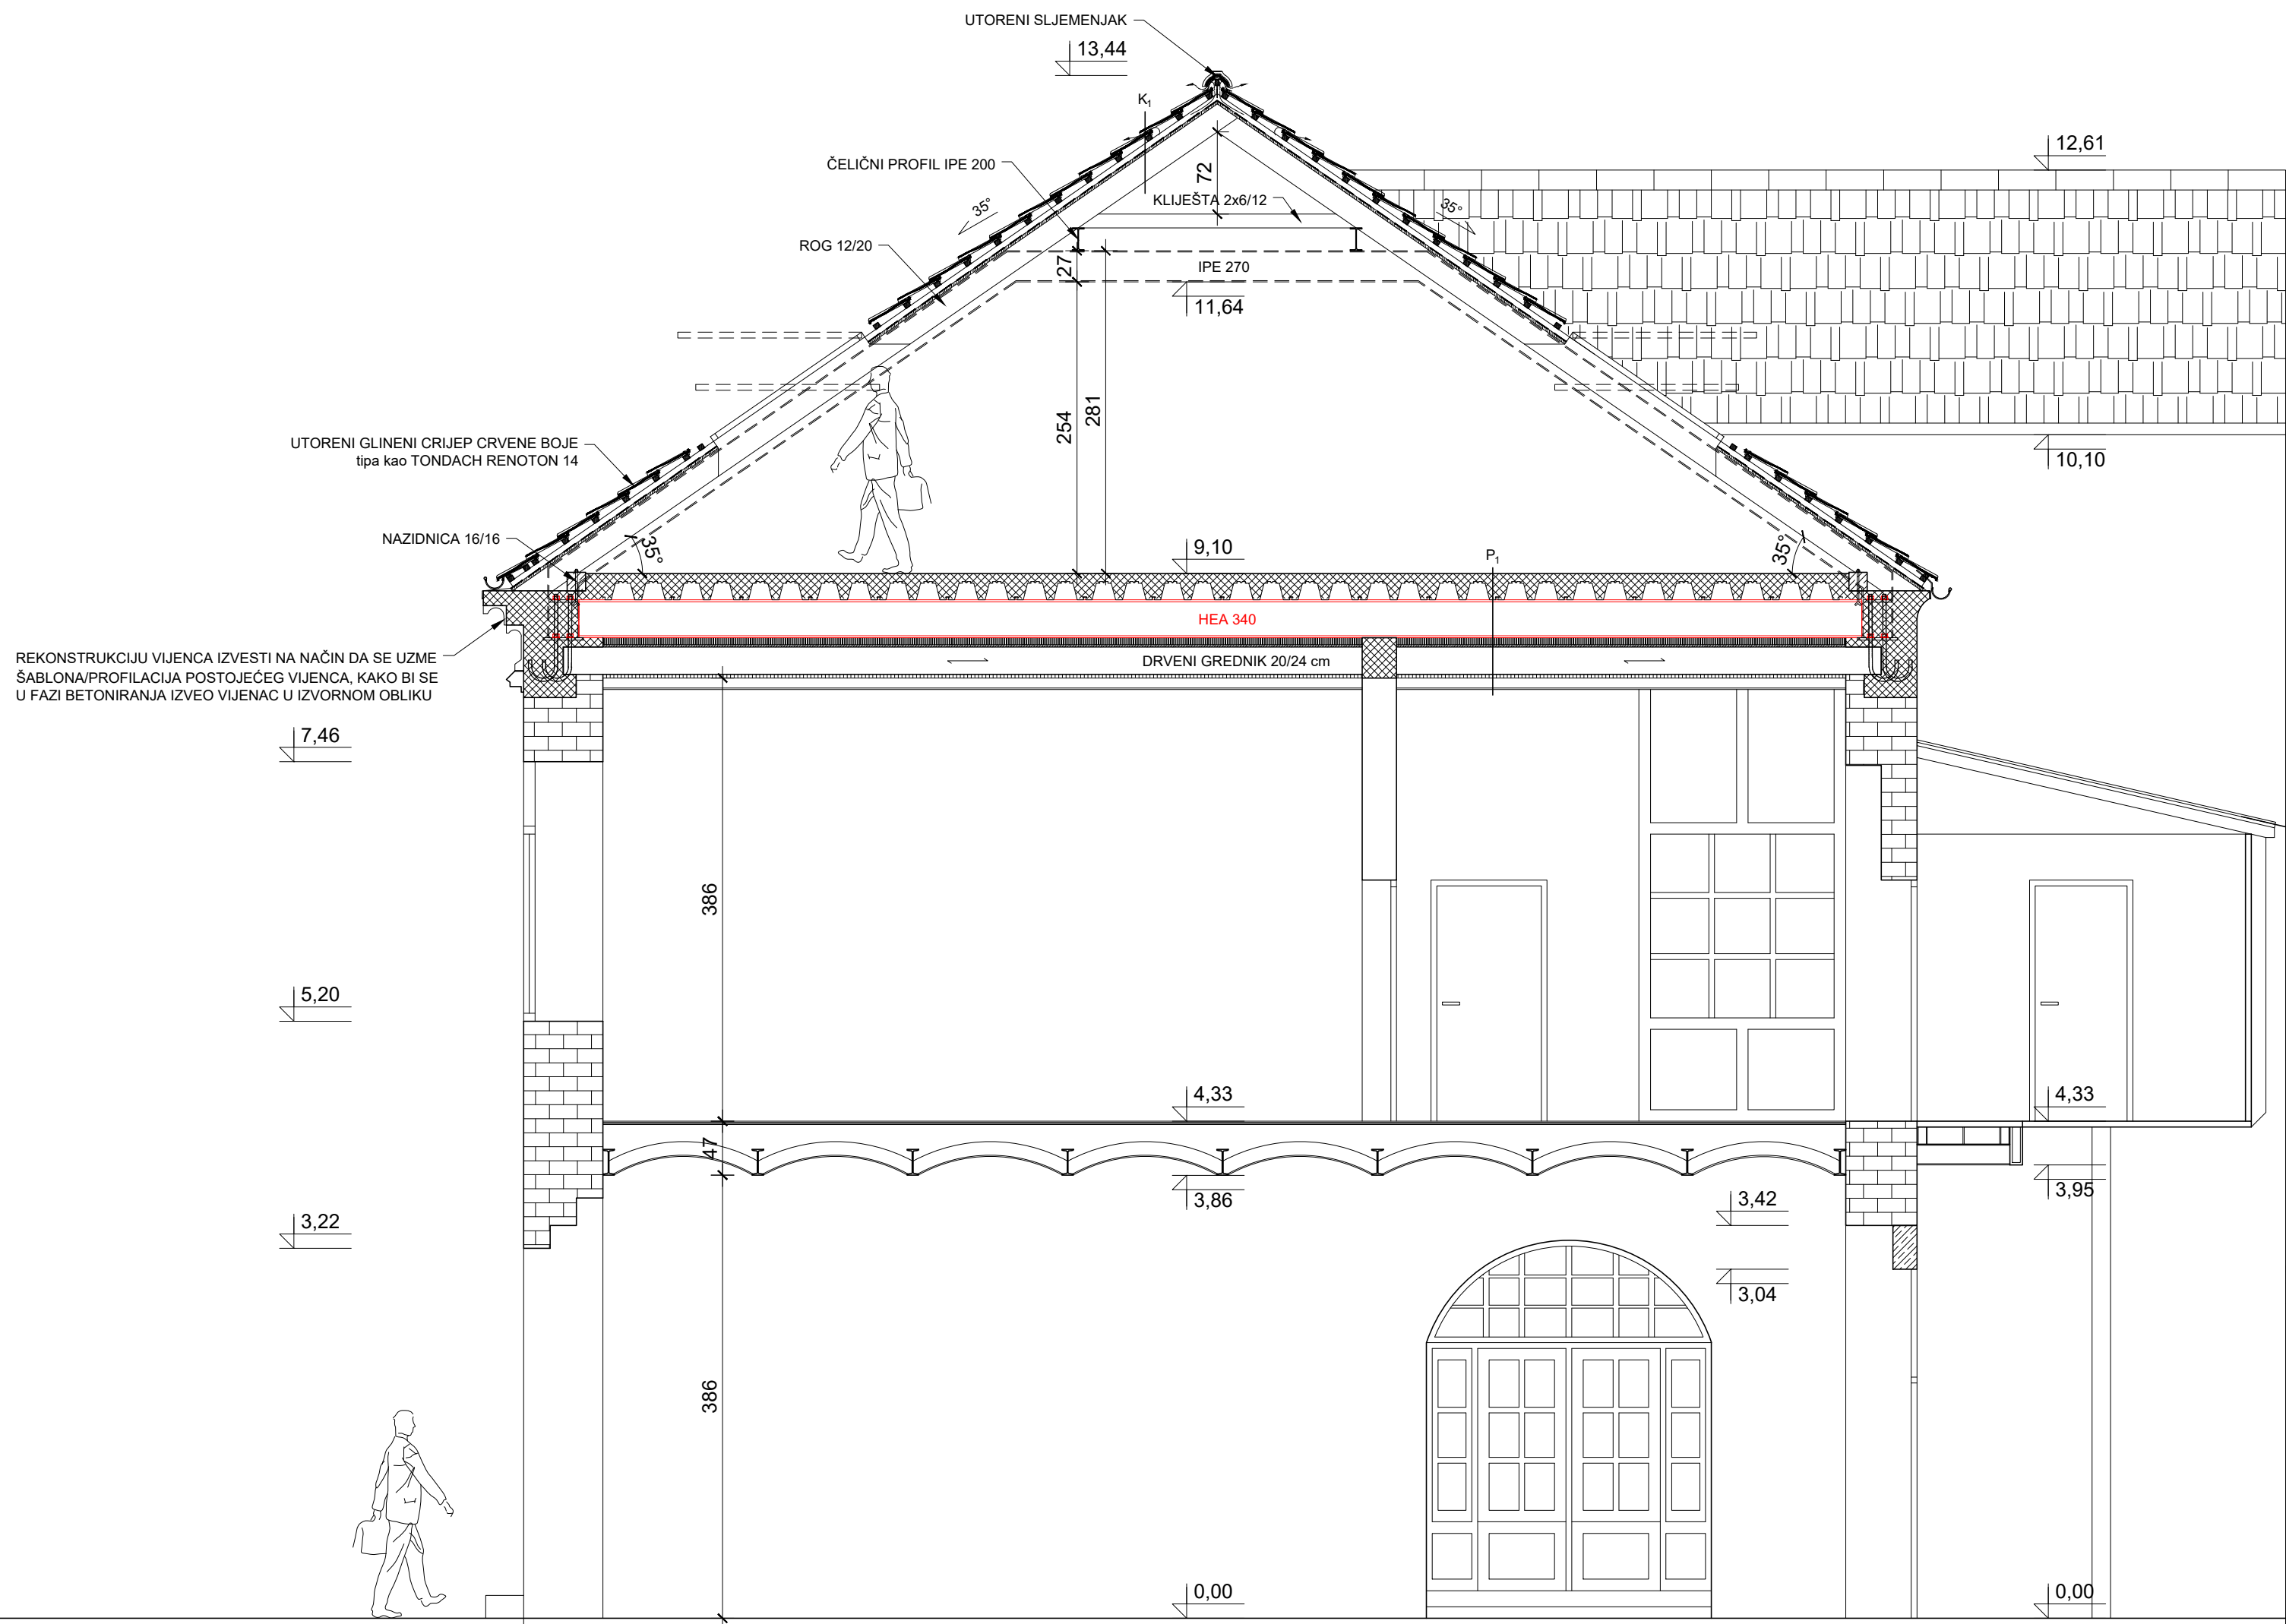 UTORENI SLJEMENJAK
13,44
K1
12,61
ČELIČNI PROFIL IPE 200
72
KLIJEŠTA 2x6/12
35°
35°
ROG 12/20
27
IPE 270
11,64
254
281
UTORENI GLINENI CRIJEP CRVENE BOJE
tipa kao TONDACH RENOTON 14
10,10
NAZIDNICA 16/16
35°
9,10
P1
35°
HEA 340
REKONSTRUKCIJU VIJENCA IZVESTI NA NAČIN DA SE UZME
ŠABLONA/PROFILACIJA POSTOJEĆEG VIJENCA, KAKO BI SE
U FAZI BETONIRANJA IZVEO VIJENAC U IZVORNOM OBLIKU
DRVENI GREDNIK 20/24 cm
7,46
386
5,20
4,33
4,33
47
3,86
3,42
3,95
3,22
3,04
386
0,00
0,00